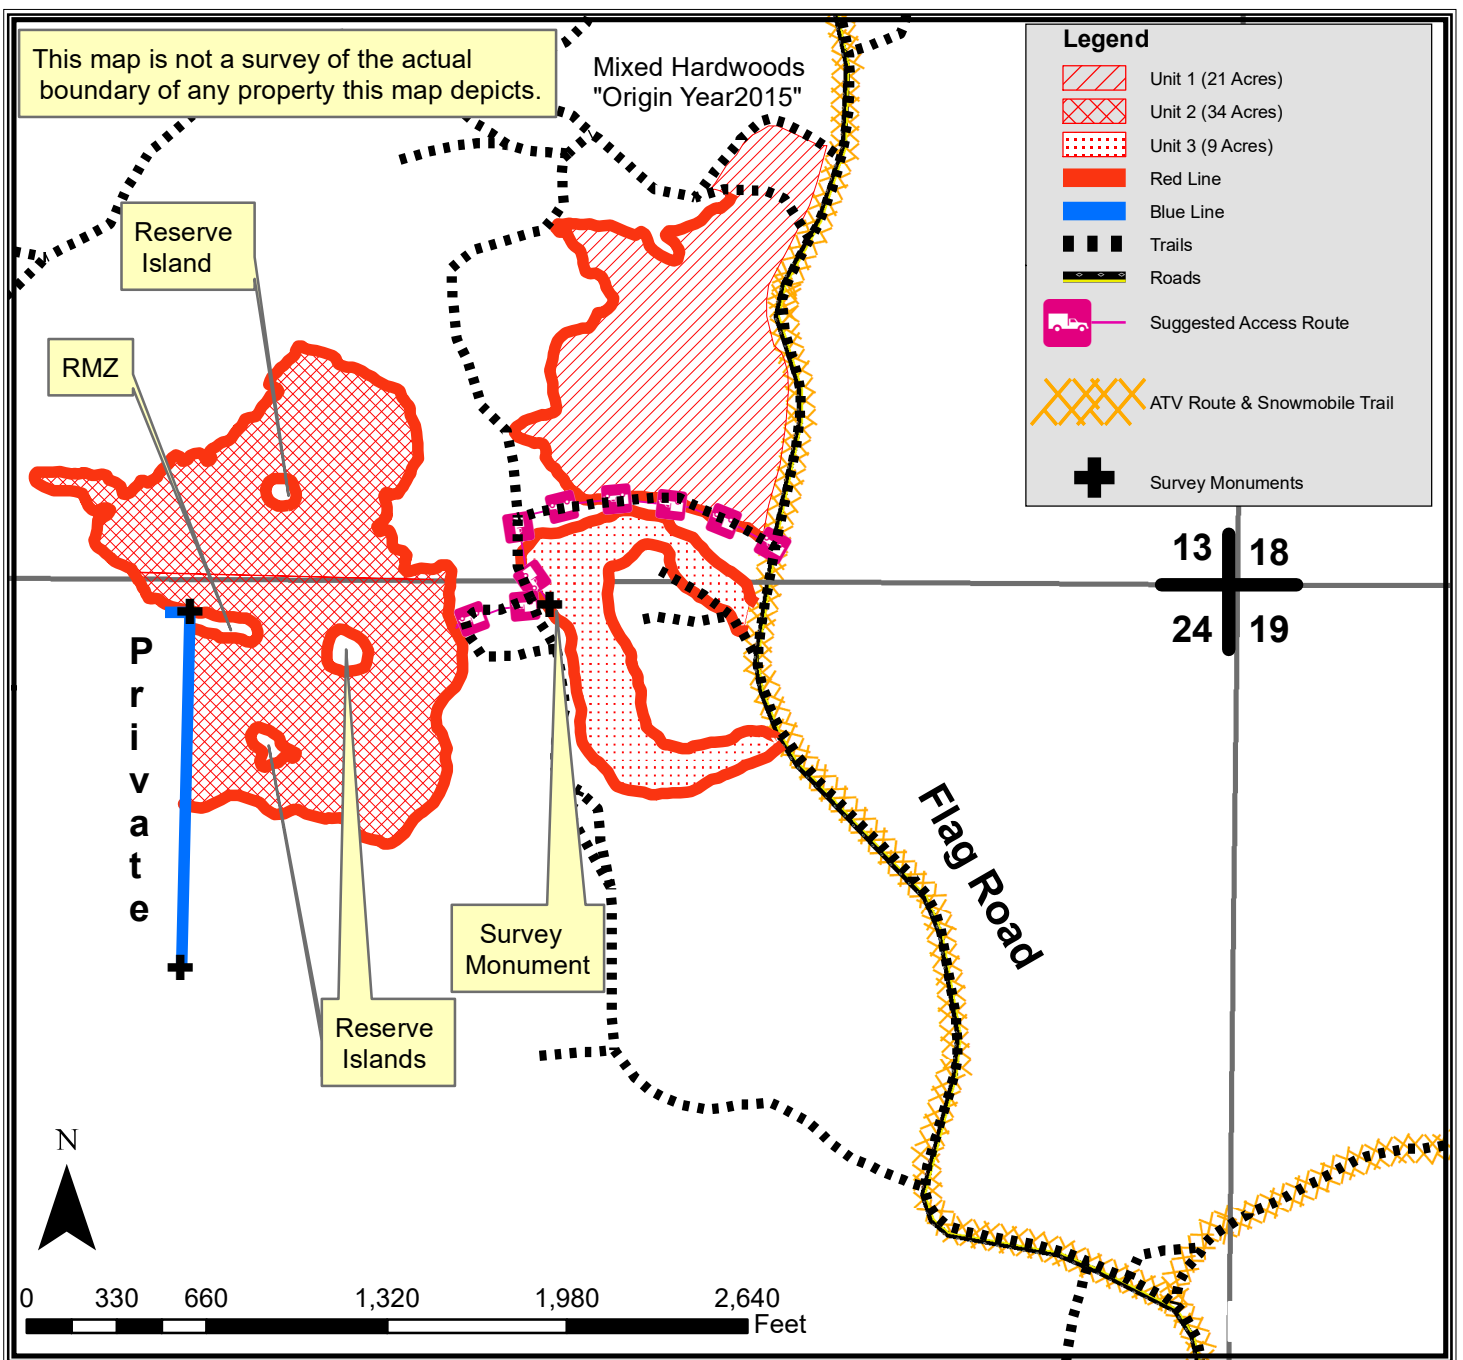 This map is not a survey of the actual
boundary of any property this map depicts.
Mixed Hardwoods
"Origin Year2015"
Legend
Unit 1 (21 Acres)
Unit 2 (34 Acres)
Unit 3 (9 Acres)
Red Line
Blue Line
Trails
Roads
Suggested Access Route
ATV Route & Snowmobile Trail
Survey Monuments
Reserve
Island
RMZ
13 18
24 19
Private
Flag Road
Survey
Monument
Reserve
Islands
N
0 330 660 1,320 1,980 2,640
Feet